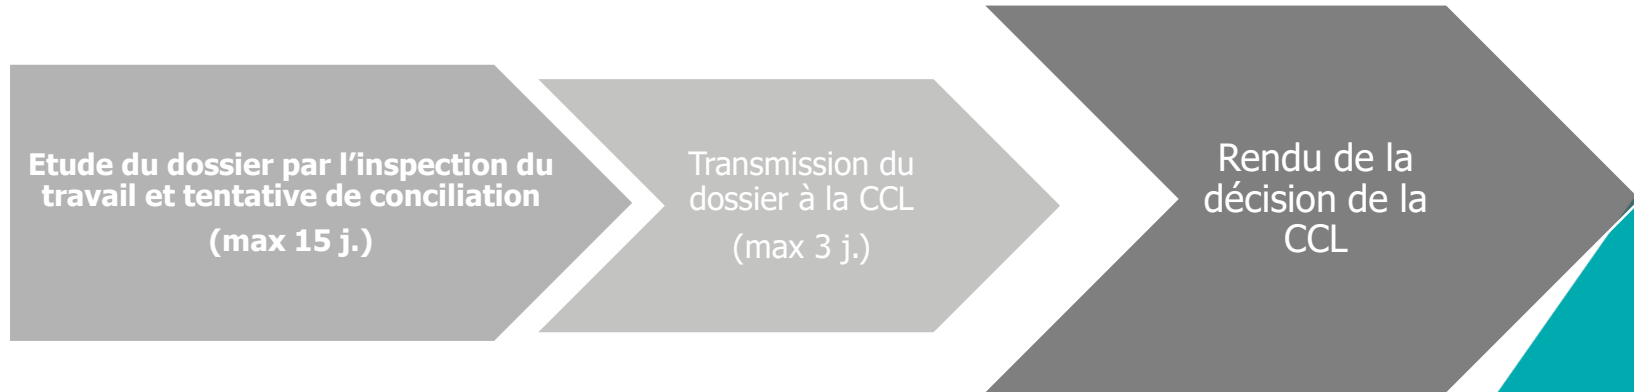 Etude du dossier par l’inspection du
travail et tentative de conciliation
(max 15 j.)
Transmission du
dossier à la CCL
(max 3 j.)
Rendu de la
décision de la
CCL